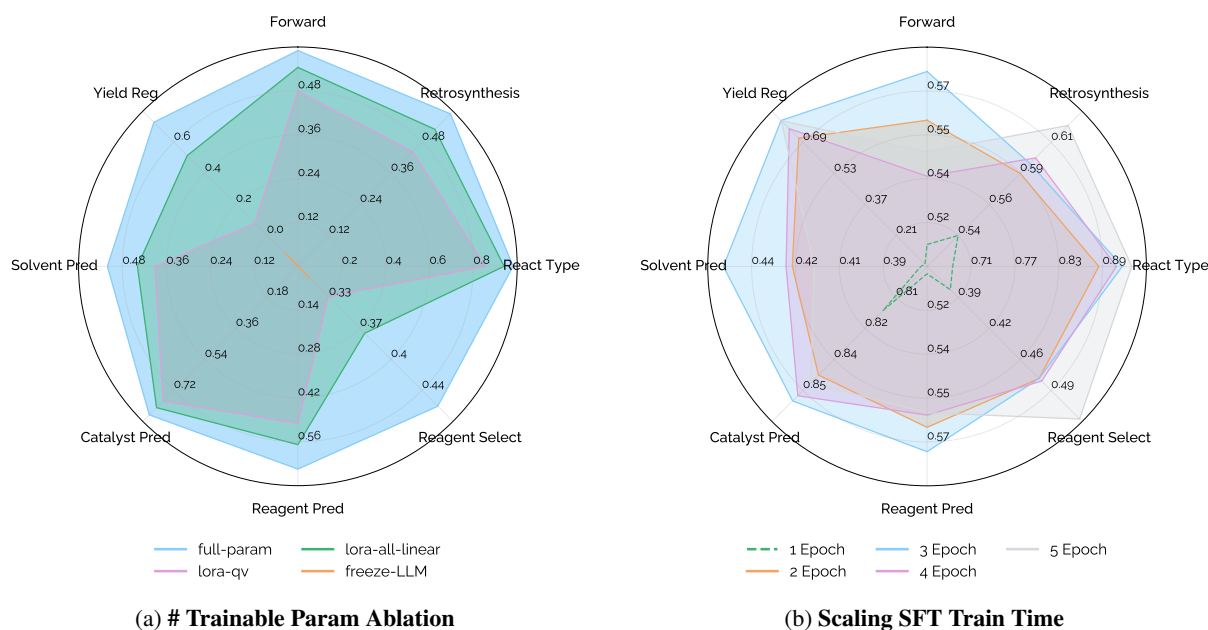 Forward
Yield Reg
Retrosynthesis
0.48
0.6
0.48
0.36
0.4
0.36
0.24
0.2
0.24
0.12
0.0
0.12
Solvent Pred
0.48
0.36
0.24
0.12
0.2
0.4
0.6
0.8
React Type
0.18
0.33
0.14
0.36
0.37
0.28
0.54
0.4
0.72
0.42
0.44
0.56
Catalyst Pred
Reagent Select
Reagent Pred
full-param
lora-all-linear
lora-qv
freeze-LLM
(a) # Trainable Param Ablation
Forward
Yield Reg
Retrosynthesis
0.57
0.69
0.55
0.61
0.53
0.54
0.59
0.37
0.52
0.56
0.21
0.54
Solvent Pred
0.44
0.42
0.41
0.39
0.71
0.77
0.83
0.89
React Type
0.81
0.39
0.52
0.82
0.42
0.54
0.84
0.46
0.85
0.55
0.49
0.57
Catalyst Pred
Reagent Select
Reagent Pred
1 Epoch
3 Epoch
5 Epoch
2 Epoch
4 Epoch
(b) Scaling SFT Train Time